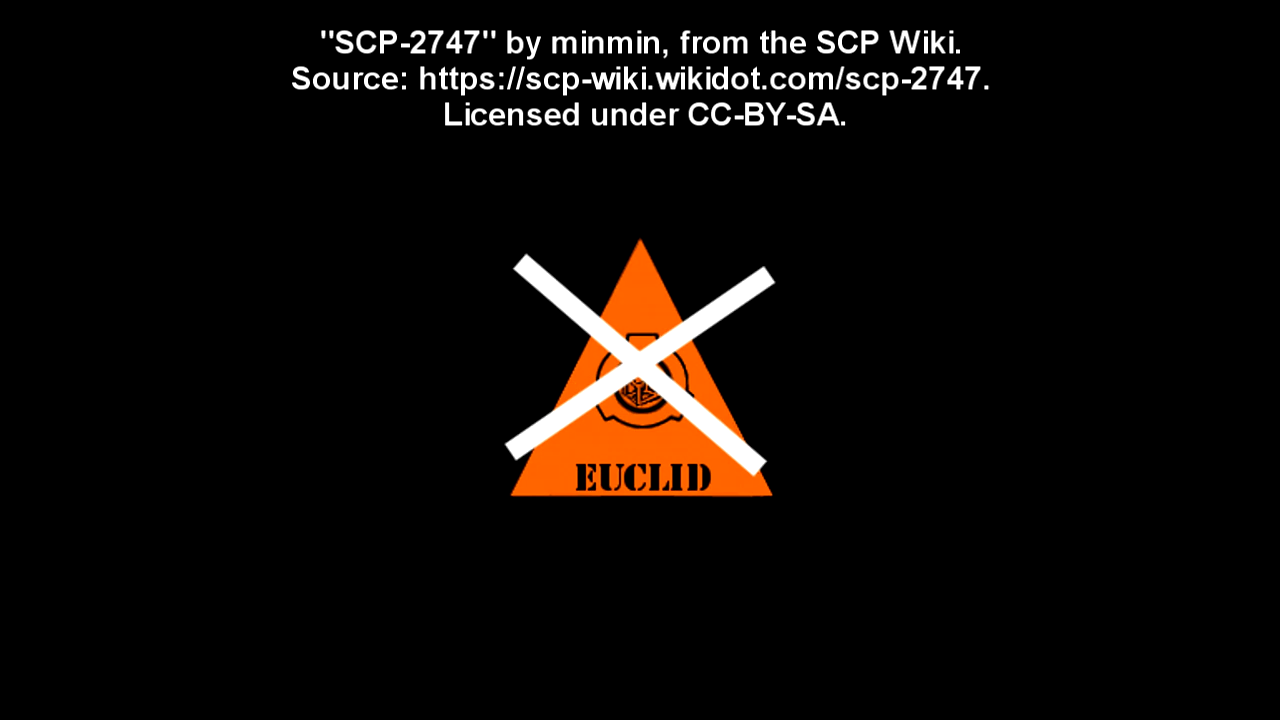 "SCP-2747" by minmin, from the SCP Wiki.
Source: https://scp-wiki.wikidot.com/scp-2747.
Licensed under CC-BY-SA.
EUCLID